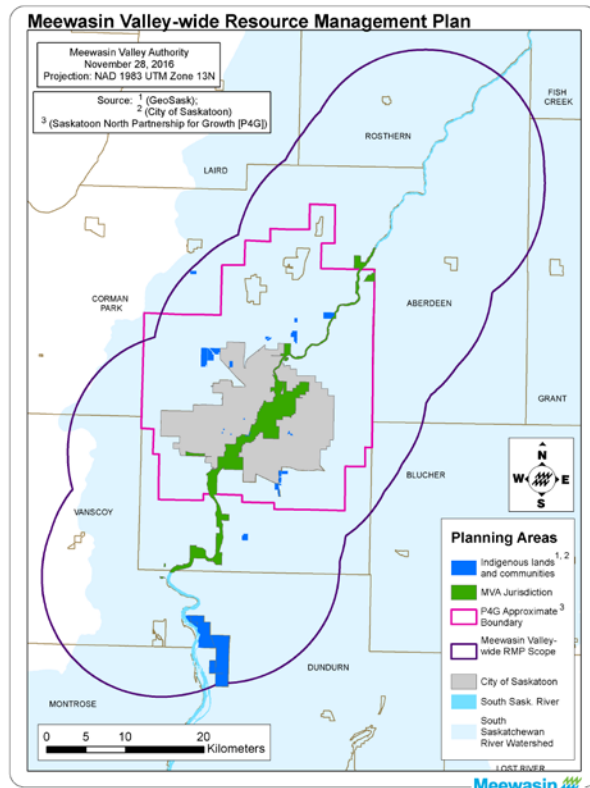 Meewasin Valley-wide Resource Management Plan
Meewasin Valley Authority
November 28, 2016
Projection: NAD 1983 UTM Zone 13N
Source: 1 (GeoSask);
2 (City of Saskatoon)
3 (Saskatoon North Partnership for Growth [P4G])
FISH
CREEK
ROSTHERN
LAIRD
CORMAN
PARK
ABERDEEN
GRANT
BLUCHER
VANSCOY
DUNDURN
MONTROSE
LOST RIVER
N
W E
S
Planning Areas
Indigenous lands 1, 2
and communities
MVA Jurisdiction
P4G Approximate 3
Boundary
Meewasin Valley-
wide RMP Scope
City of Saskatoon
South Sask. River
South
Saskatchewan
River Watershed
0 5 10 20
Kilometers
Meewasin